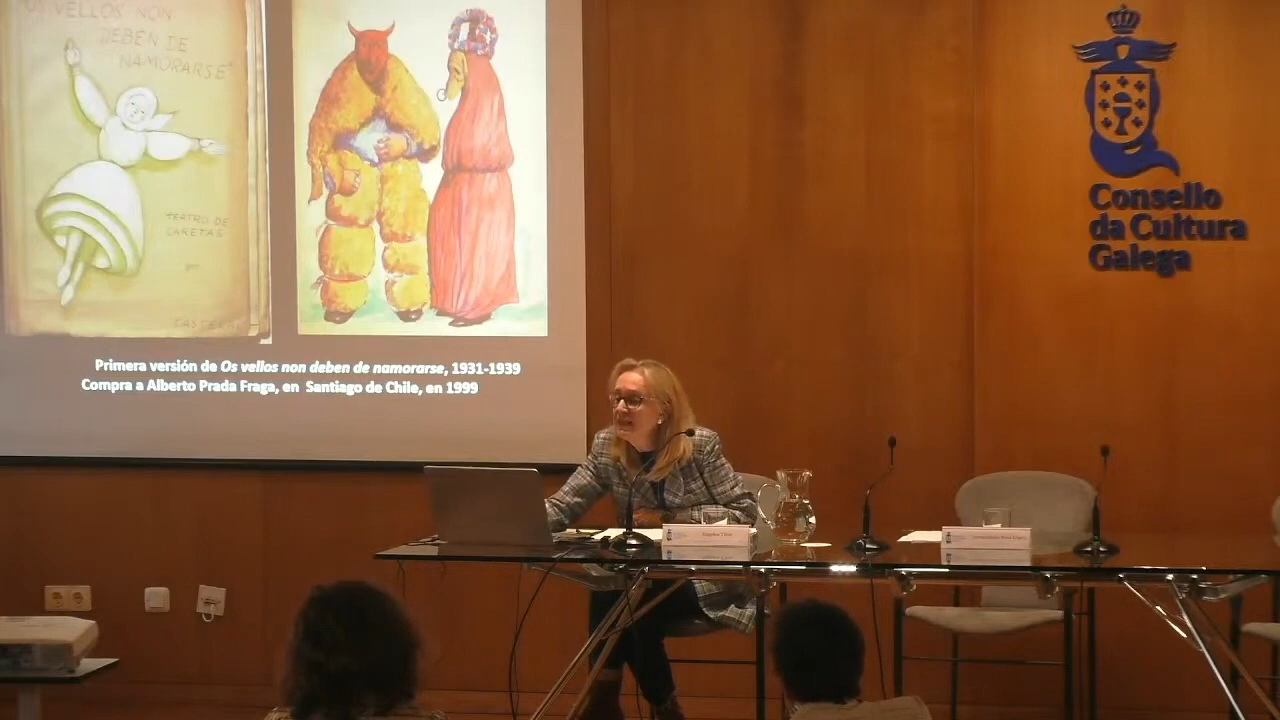 OS VELLOS NON
DEBEN DE
NAMORARSE
TEATRO DE
CARETAS
Primera versión de Os vellos non deben de namorarse, 1931-1939
Compra a Alberto Prada Fraga, en Santiago de Chile, en 1999
Consello
da Cultura
Galega